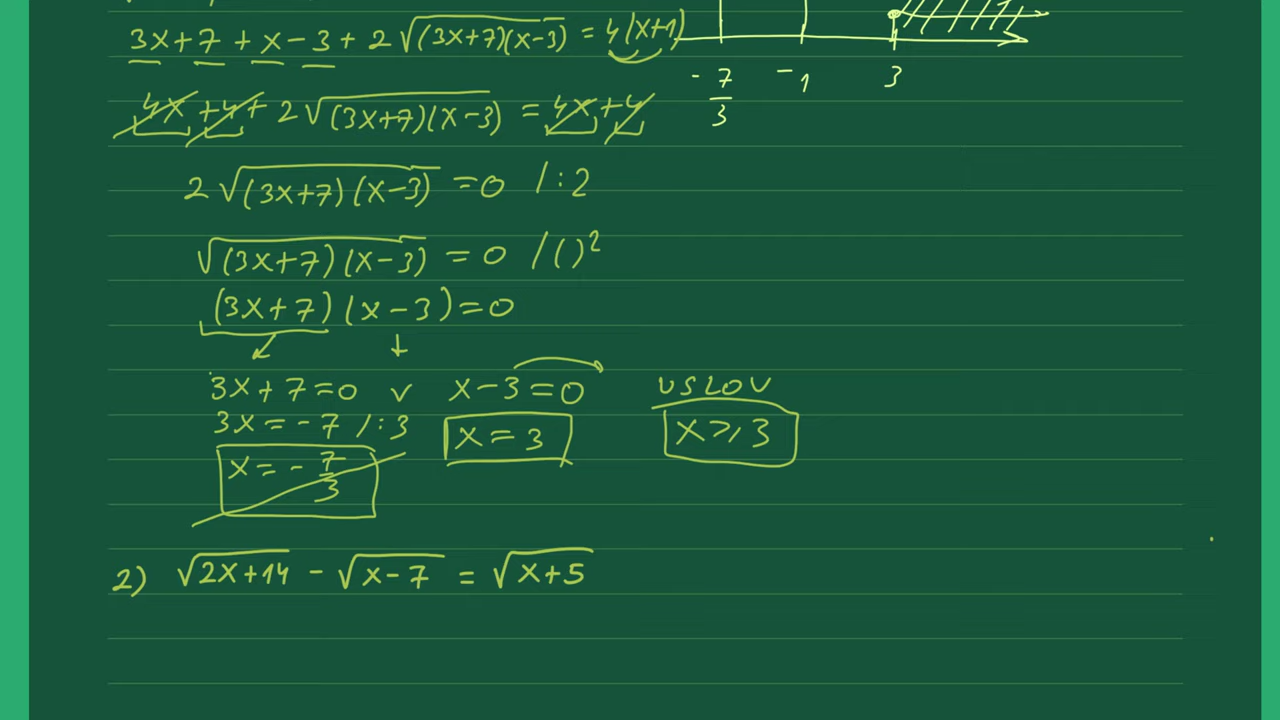 3x+7 + x-3 + 2√((3x+7)(x-3)) = 4(x+1)
-7/3 -1 3
4x+4+2√((3x+7)(x-3)) = 4x+4
2√((3x+7)(x-3)) = 0 /:2
√((3x+7)(x-3)) = 0 /()²
(3x+7)(x-3)=0
3x+7=0 v x-3=0 USLOV
3x=-7 /:3 x=3 x≥3
x=-7/3
2) √(2x+14) - √(x-7) = √(x+5)